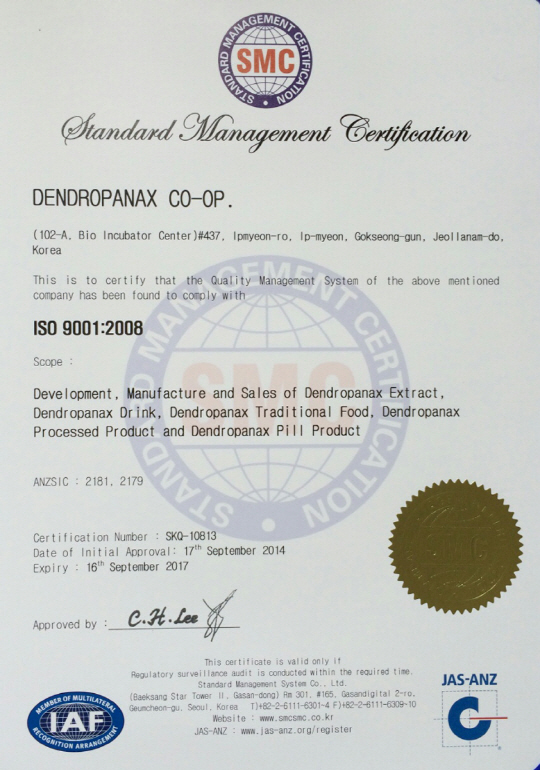 STANDARD MANAGEMENT CERTIFICATION
SMC
Standard Management Certification
DENDROPANAX CO-OP.
(102-A, Bio Incubator Center)#437, Ipmyeon-ro, Ip-myeon, Gokseong-gun, Jeollanam-do,
Korea
This is to certify that the Quality Management System of the above mentioned
company has been found to comply with
ISO 9001:2008
Scope :
Development, Manufacture and Sales of Dendropanax Extract,
Dendropanax Drink, Dendropanax Traditional Food, Dendropanax
Processed Product and Dendropanax Pill Product
STANDARD MANAGEMENT CERTIFICATION
SMC
ANZSIC : 2181, 2179
Certification Number : SKQ-10813
Date of Initial Approval: 17th September 2014
Expiry : 16th September 2017
Approved by : C.H.Lee
SMC
This certificate is valid only if
Regulatory surveillance audit is conducted within the required time.
Standard Management System Co., Ltd.
(Baeksang Star Tower II, Gasan-dong) Rm 301, #165, Gasandigital 2-ro,
Geumcheon-gu, Seoul, Korea T)+82-2-6111-6301~4 F)+82-2-6111-6309~10
Website : www.smcsmc.co.kr
JAS-ANZ : www.jas-anz.org/register
MEMBER OF MULTILATERAL
IAF
RECOGNITION ARRANGEMENT
JAS-ANZ